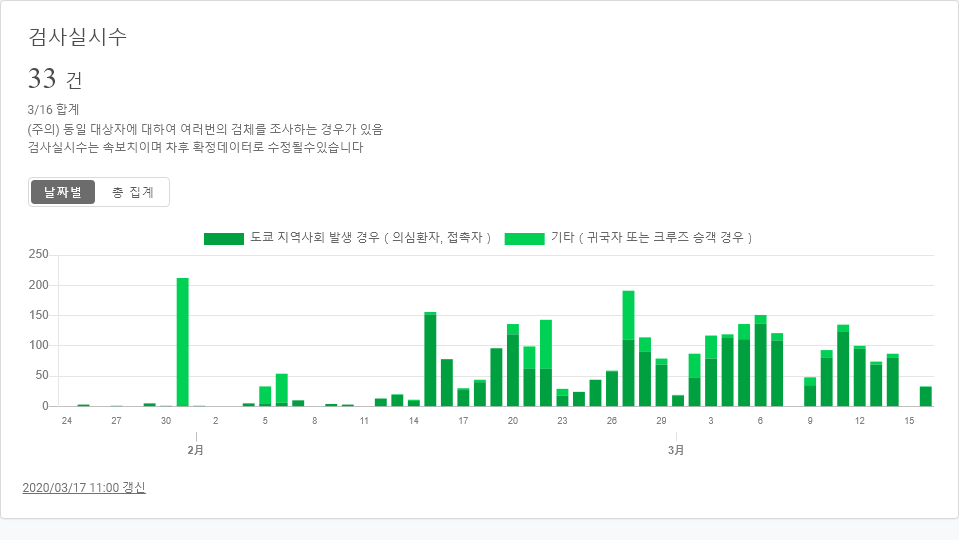 검사실시수
33 건
3/16 합계
(주의) 동일 대상자에 대하여 여러번의 검체를 조사하는 경우가 있음
검사실시수는 속보치이며 차후 확정데이터로 수정될수있습니다
날짜별 총 집계
도쿄 지역사회 발생 경우 ( 의심환자, 접촉자 ) 기타 ( 귀국자 또는 크루즈 승객 경우 )
250
200
150
100
50
0
24 27 30 2 5 8 11 14 17 20 23 26 29 3 6 9 12 15
2月 3月
2020/03/17 11:00 갱신